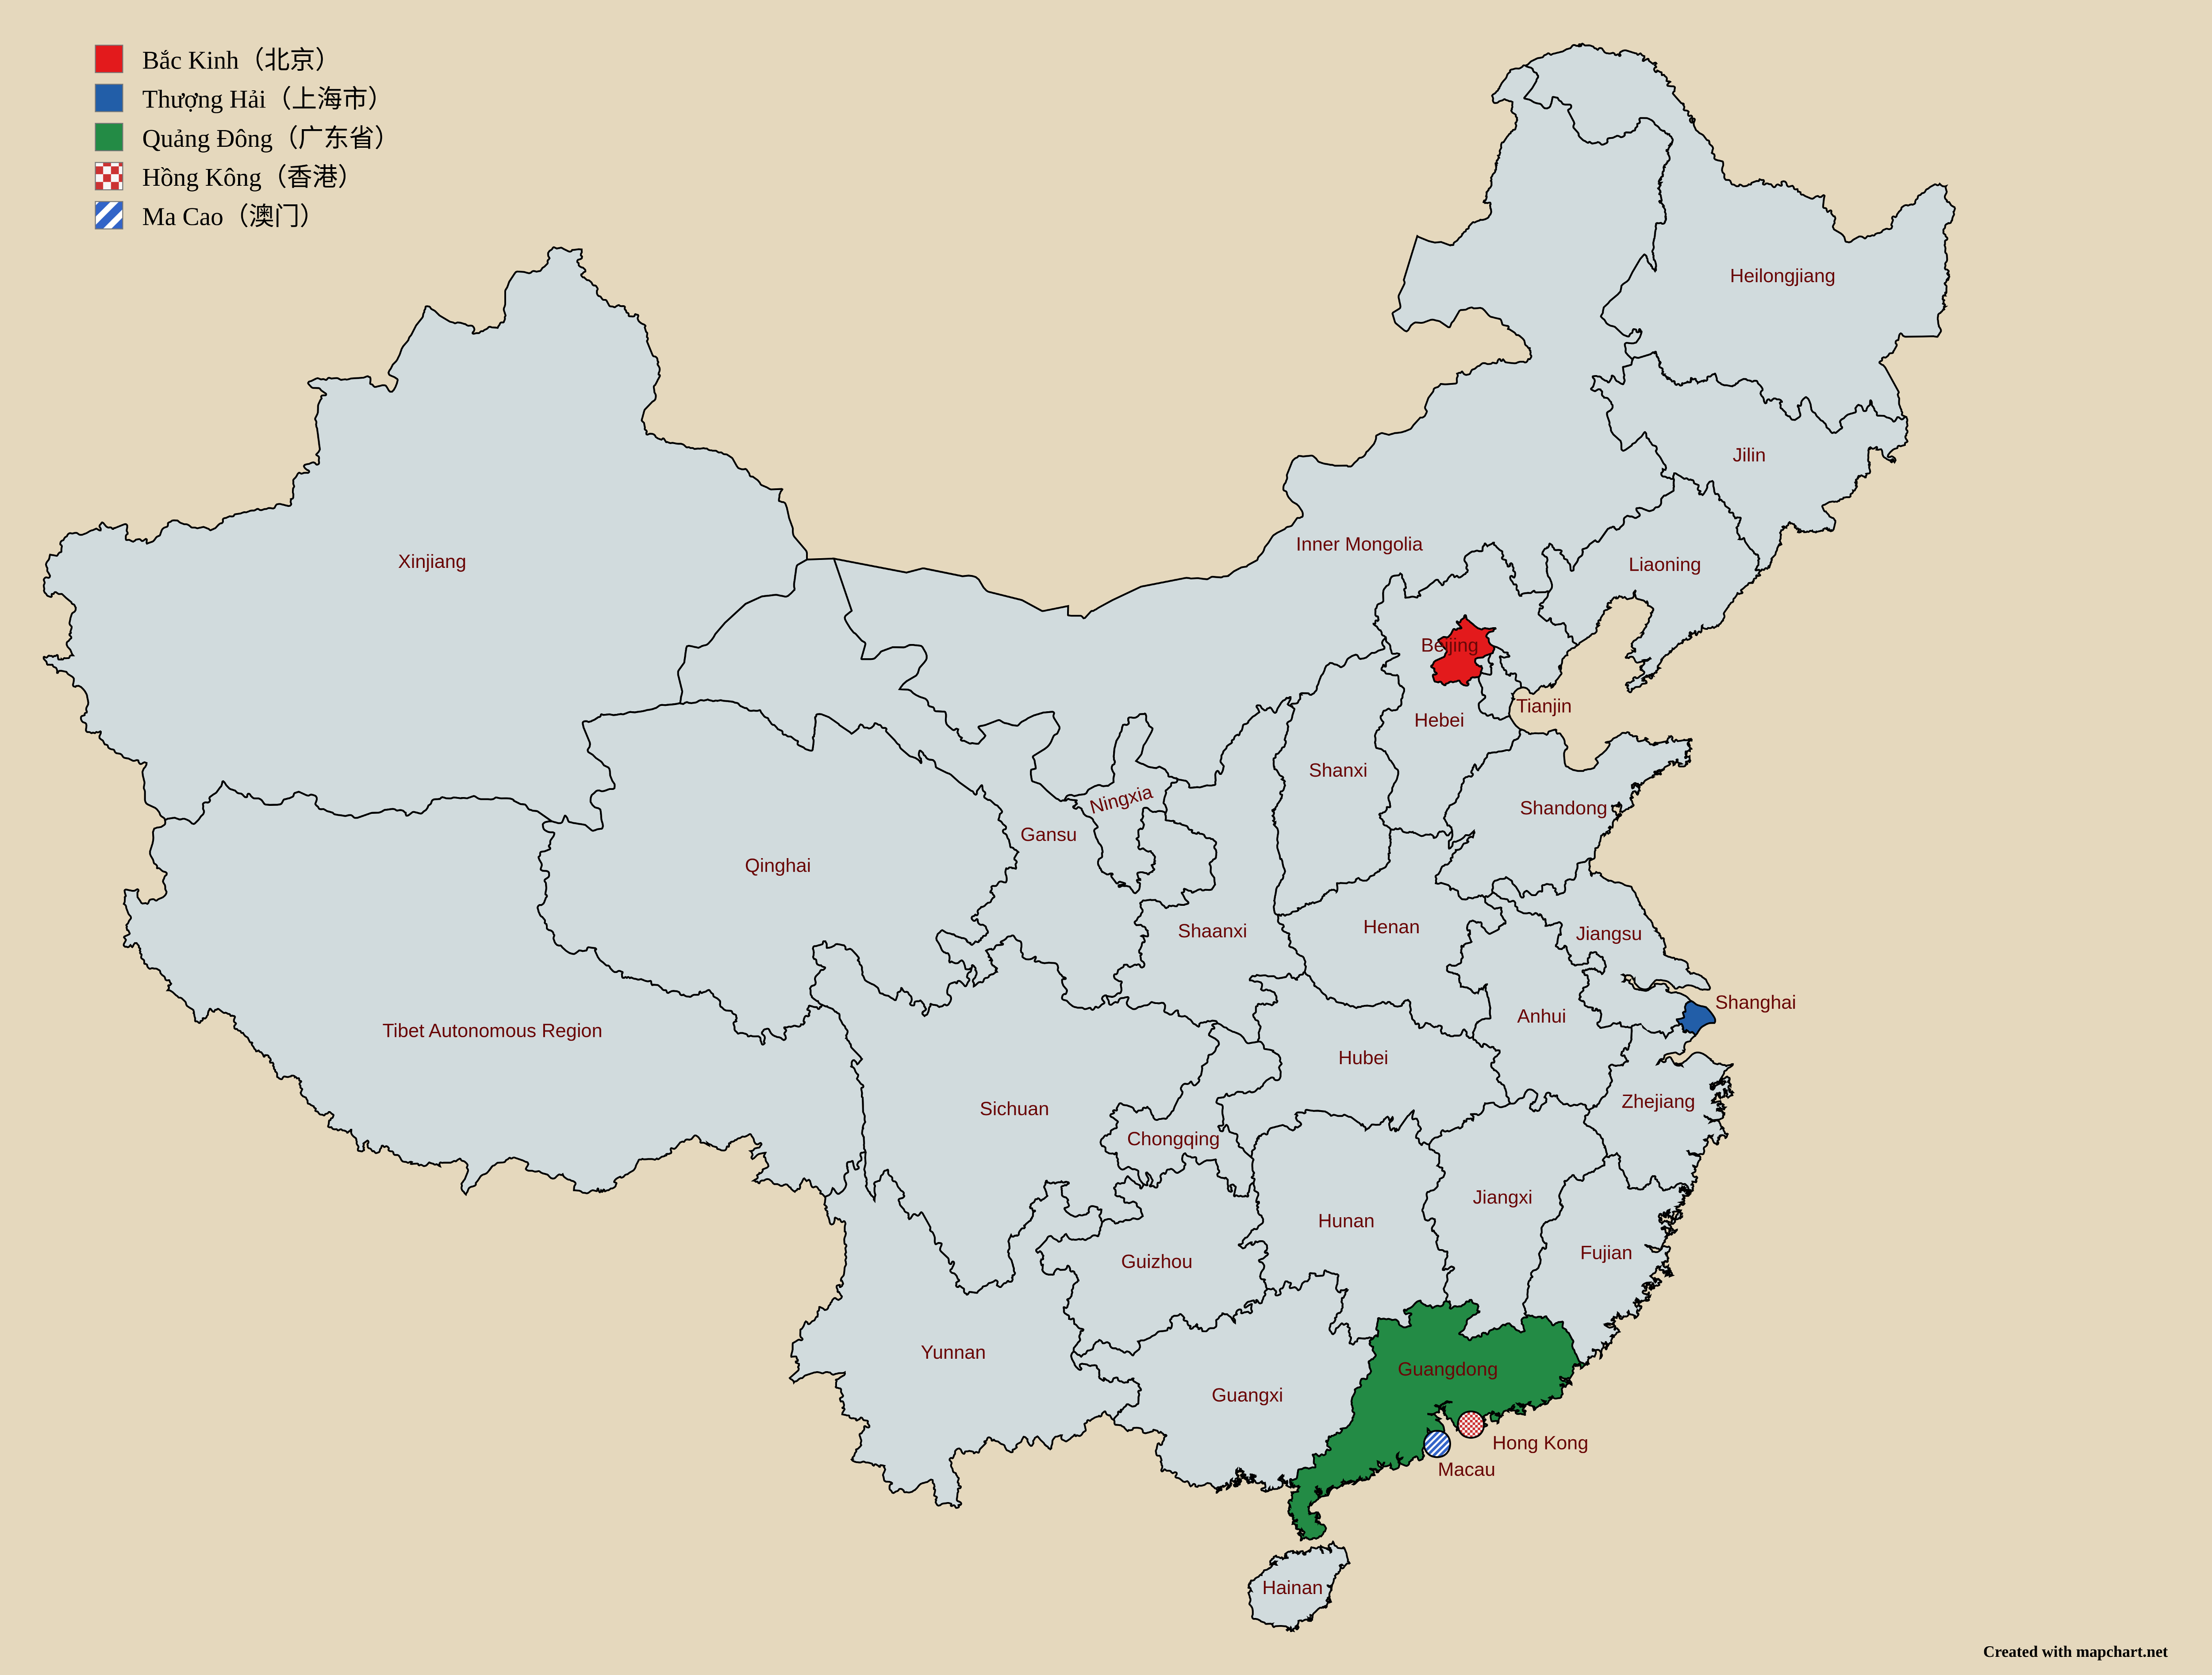 Bắc Kinh（北京）
Thượng Hải（上海市）
Quảng Đông（广东省）
Hồng Kông（香港）
Ma Cao（澳门）
Heilongjiang
Jilin
Inner Mongolia
Xinjiang
Liaoning
Beijing
Tianjin
Hebei
Shanxi
Ningxia
Shandong
Gansu
Qinghai
Henan
Shaanxi
Jiangsu
Shanghai
Anhui
Tibet Autonomous Region
Hubei
Zhejiang
Sichuan
Chongqing
Jiangxi
Hunan
Fujian
Guizhou
Yunnan
Guangdong
Guangxi
Hong Kong
Macau
Hainan
Created with mapchart.net